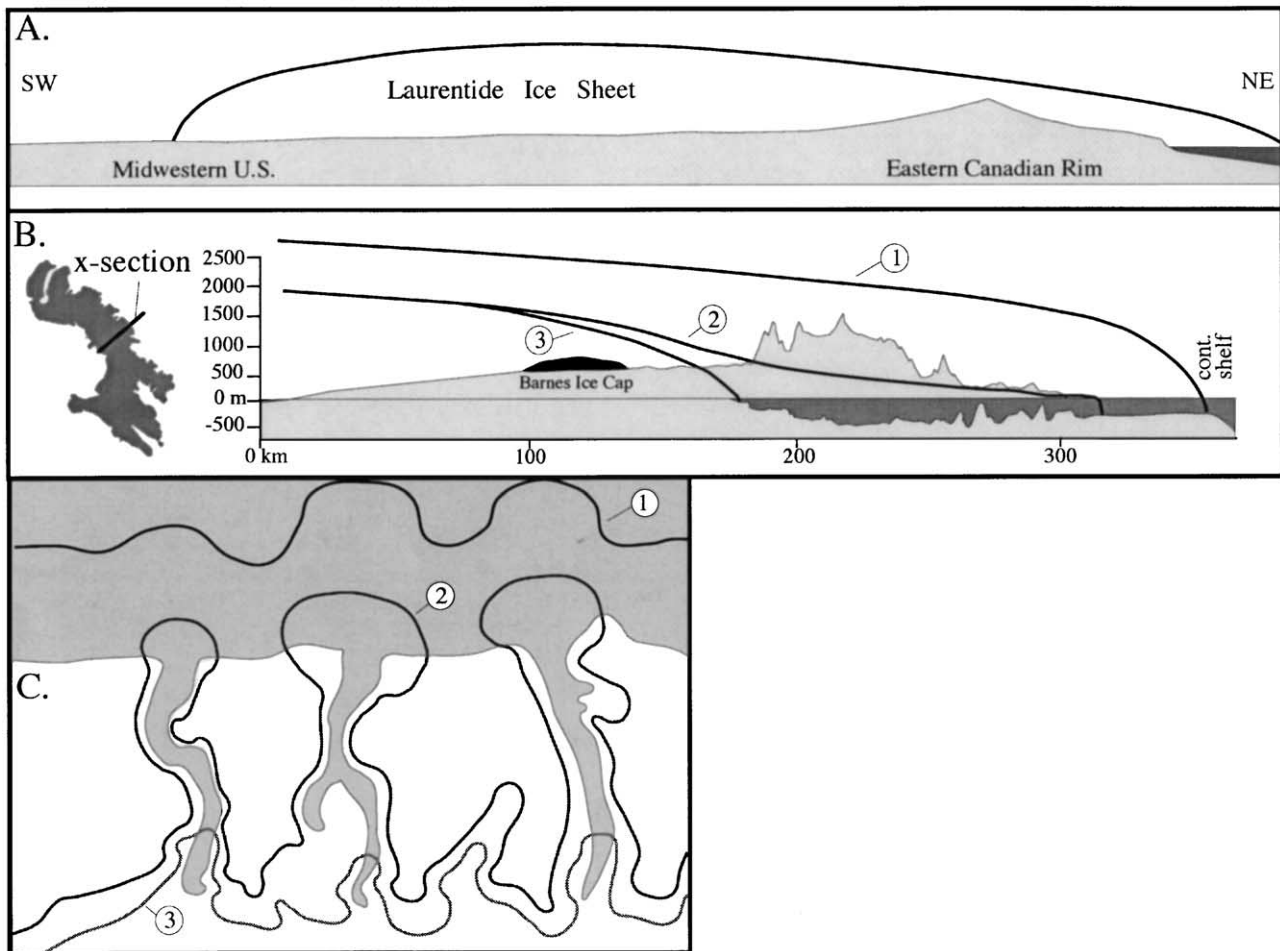 A.
SW
NE
Laurentide Ice Sheet
Midwestern U.S.
Eastern Canadian Rim
B.
x-section
2500
2000
1500
1000
500
0 m
-500
1
2
3
Barnes Ice Cap
cont.
shelf
0 km
100
200
300
C.
1
2
3